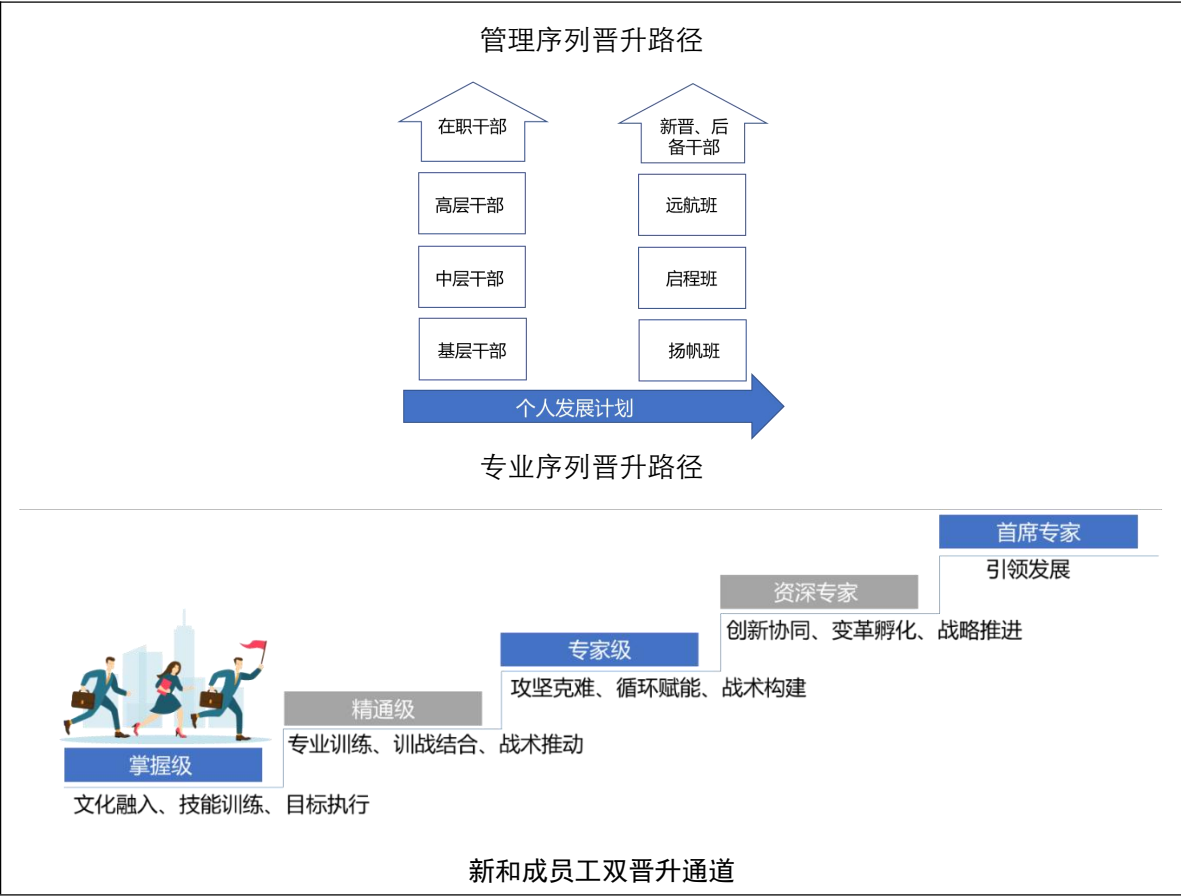 管理序列晋升路径
在职干部
新晋、后
备干部
高层干部
远航班
中层干部
启程班
基层干部
扬帆班
个人发展计划
专业序列晋升路径
首席专家
引领发展
资深专家
创新协同、变革孵化、战略推进
专家级
攻坚克难、循环赋能、战术构建
精通级
专业训练、训战结合、战术推动
掌握级
文化融入、技能训练、目标执行
新和成员工双晋升通道